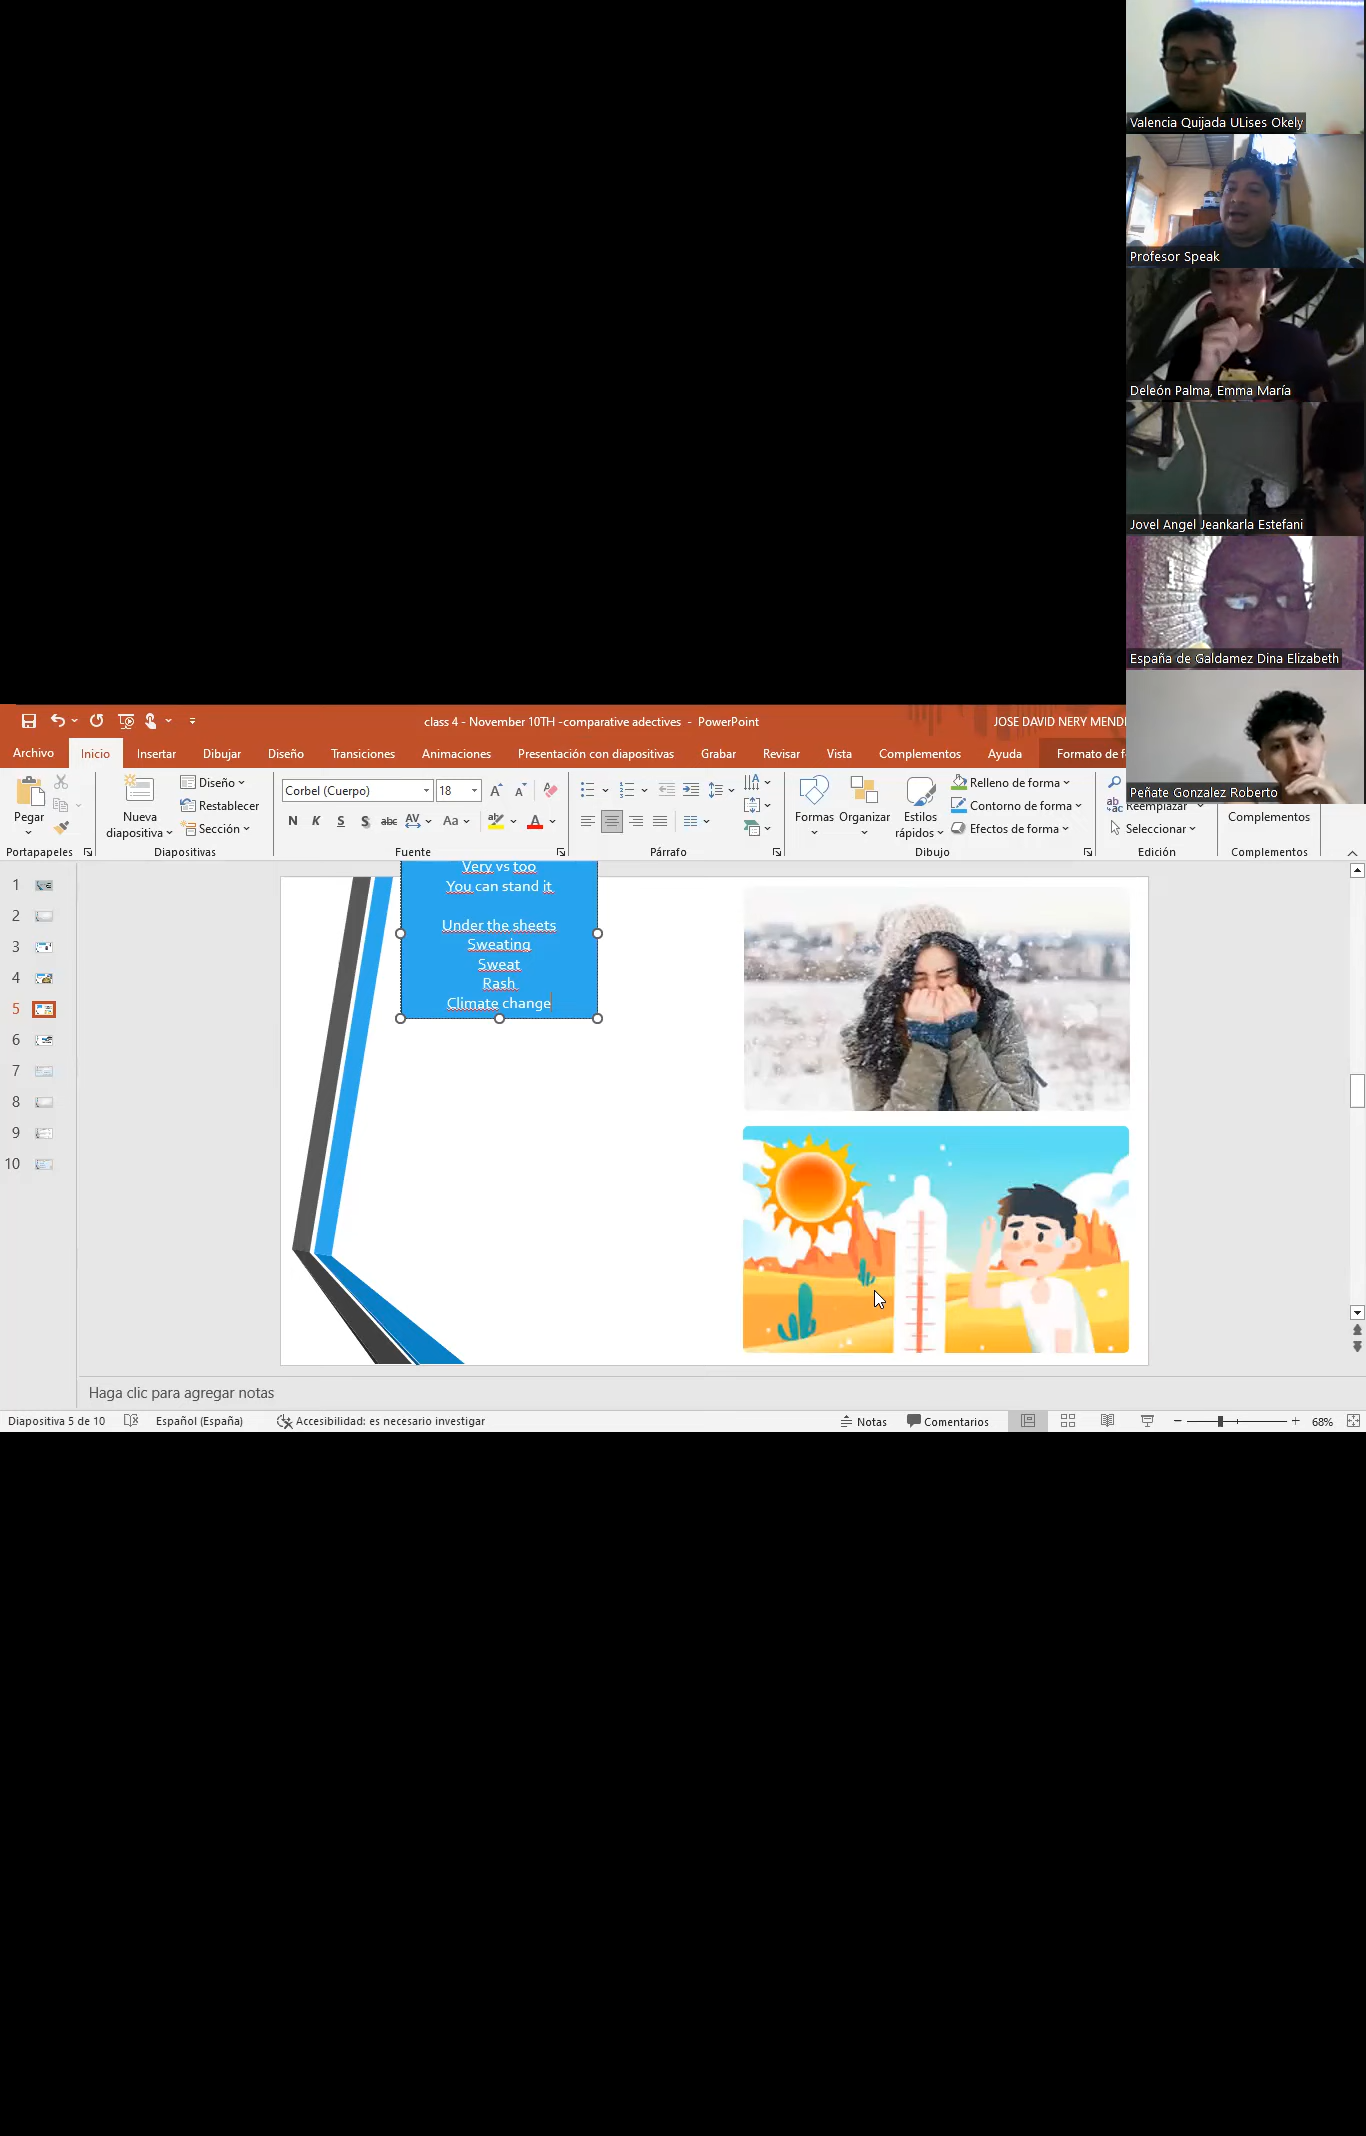 Valencia Quijada ULises Okely
Profesor Speak
Deleón Palma, Emma María
Jovel Angel Jeankarla Estefani
España de Galdamez Dina Elizabeth
Peñate Gonzalez Roberto
class 4 - November 10TH -comparative adectives - PowerPoint
JOSE DAVID NERY
Archivo Inicio Insertar Dibujar Diseño Transiciones Animaciones Presentación con diapositivas Grabar Revisar Vista Complementos Ayuda Formato de
Pegar
Nueva diapositiva
Diseño
Restablecer
Sección
Corbel (Cuerpo) 18
N K S S abc AV Aa A
Formas Organizar Estilos rápidos
Relleno de forma
Contorno de forma
Efectos de forma
Reemplazar
Seleccionar
Complementos
Portapapeles Diapositivas Fuente Párrafo Dibujo Edición Complementos
1
2
3
4
5
6
7
8
9
10
Very vs too
You can stand it
Under the sheets
Sweating
Sweat
Rash
Climate change
Haga clic para agregar notas
Diapositiva 5 de 10 Español (España) Accesibilidad: es necesario investigar Notas Comentarios 68%